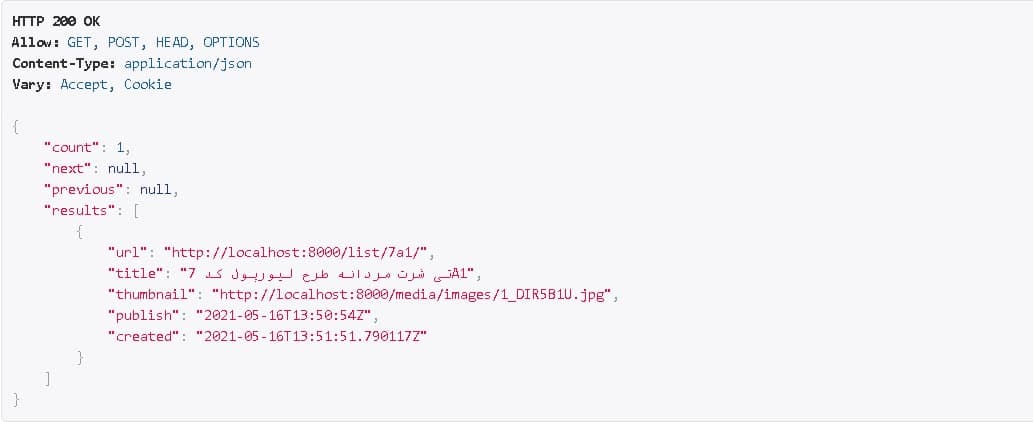 HTTP 200 OK
Allow: GET, POST, HEAD, OPTIONS
Content-Type: application/json
Vary: Accept, Cookie
{
"count": 1,
"next": null,
"previous": null,
"results": [
{
"url": "http://localhost:8000/list/7a1/",
"title": "تی شرت مردانه طرح لیورپول کد 7A1",
"thumbnail": "http://localhost:8000/media/images/1_DIR5B1U.jpg",
"publish": "2021-05-16T13:50:54Z",
"created": "2021-05-16T13:51:51.790117Z"
}
]
}